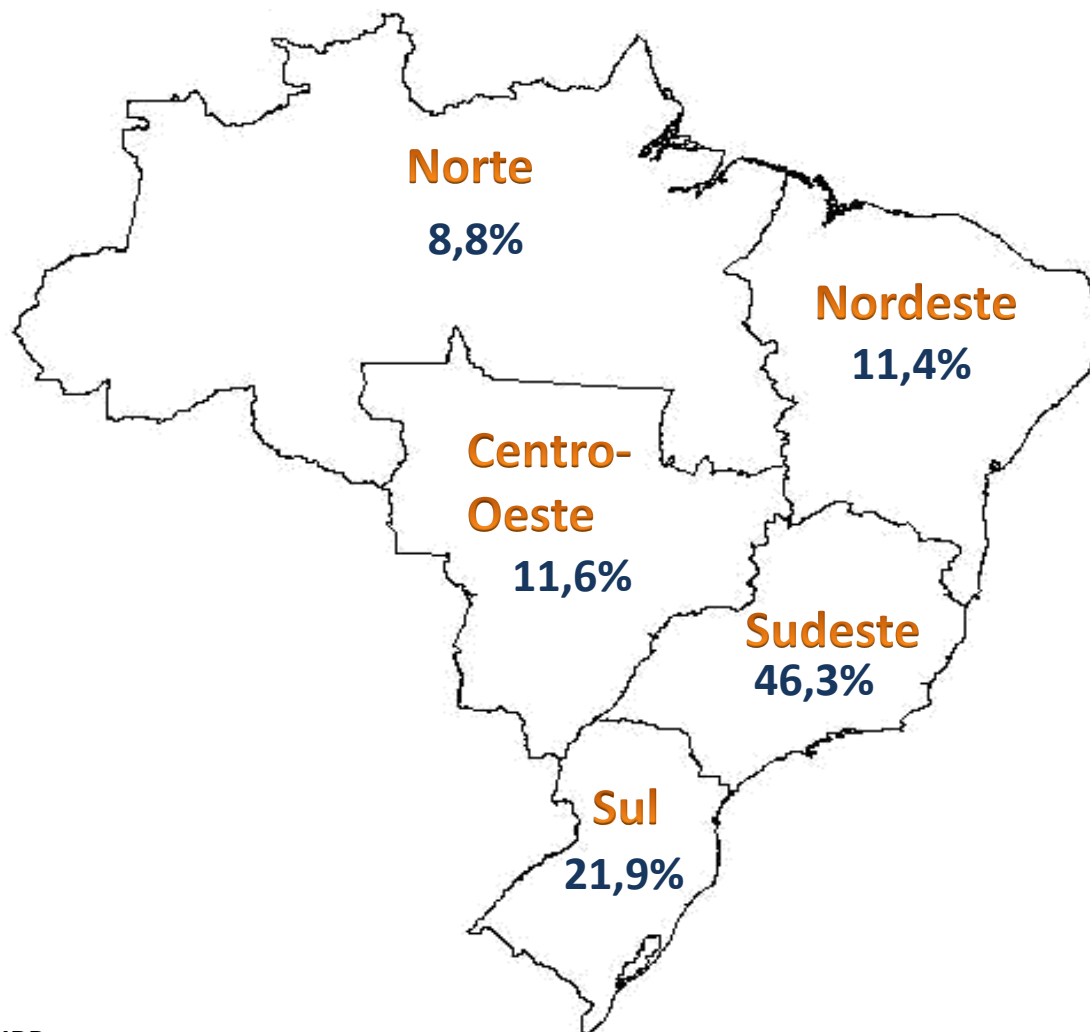 Norte
8,8%
Nordeste
11,4%
Centro-
Oeste
11,6%
Sudeste
46,3%
Sul
21,9%